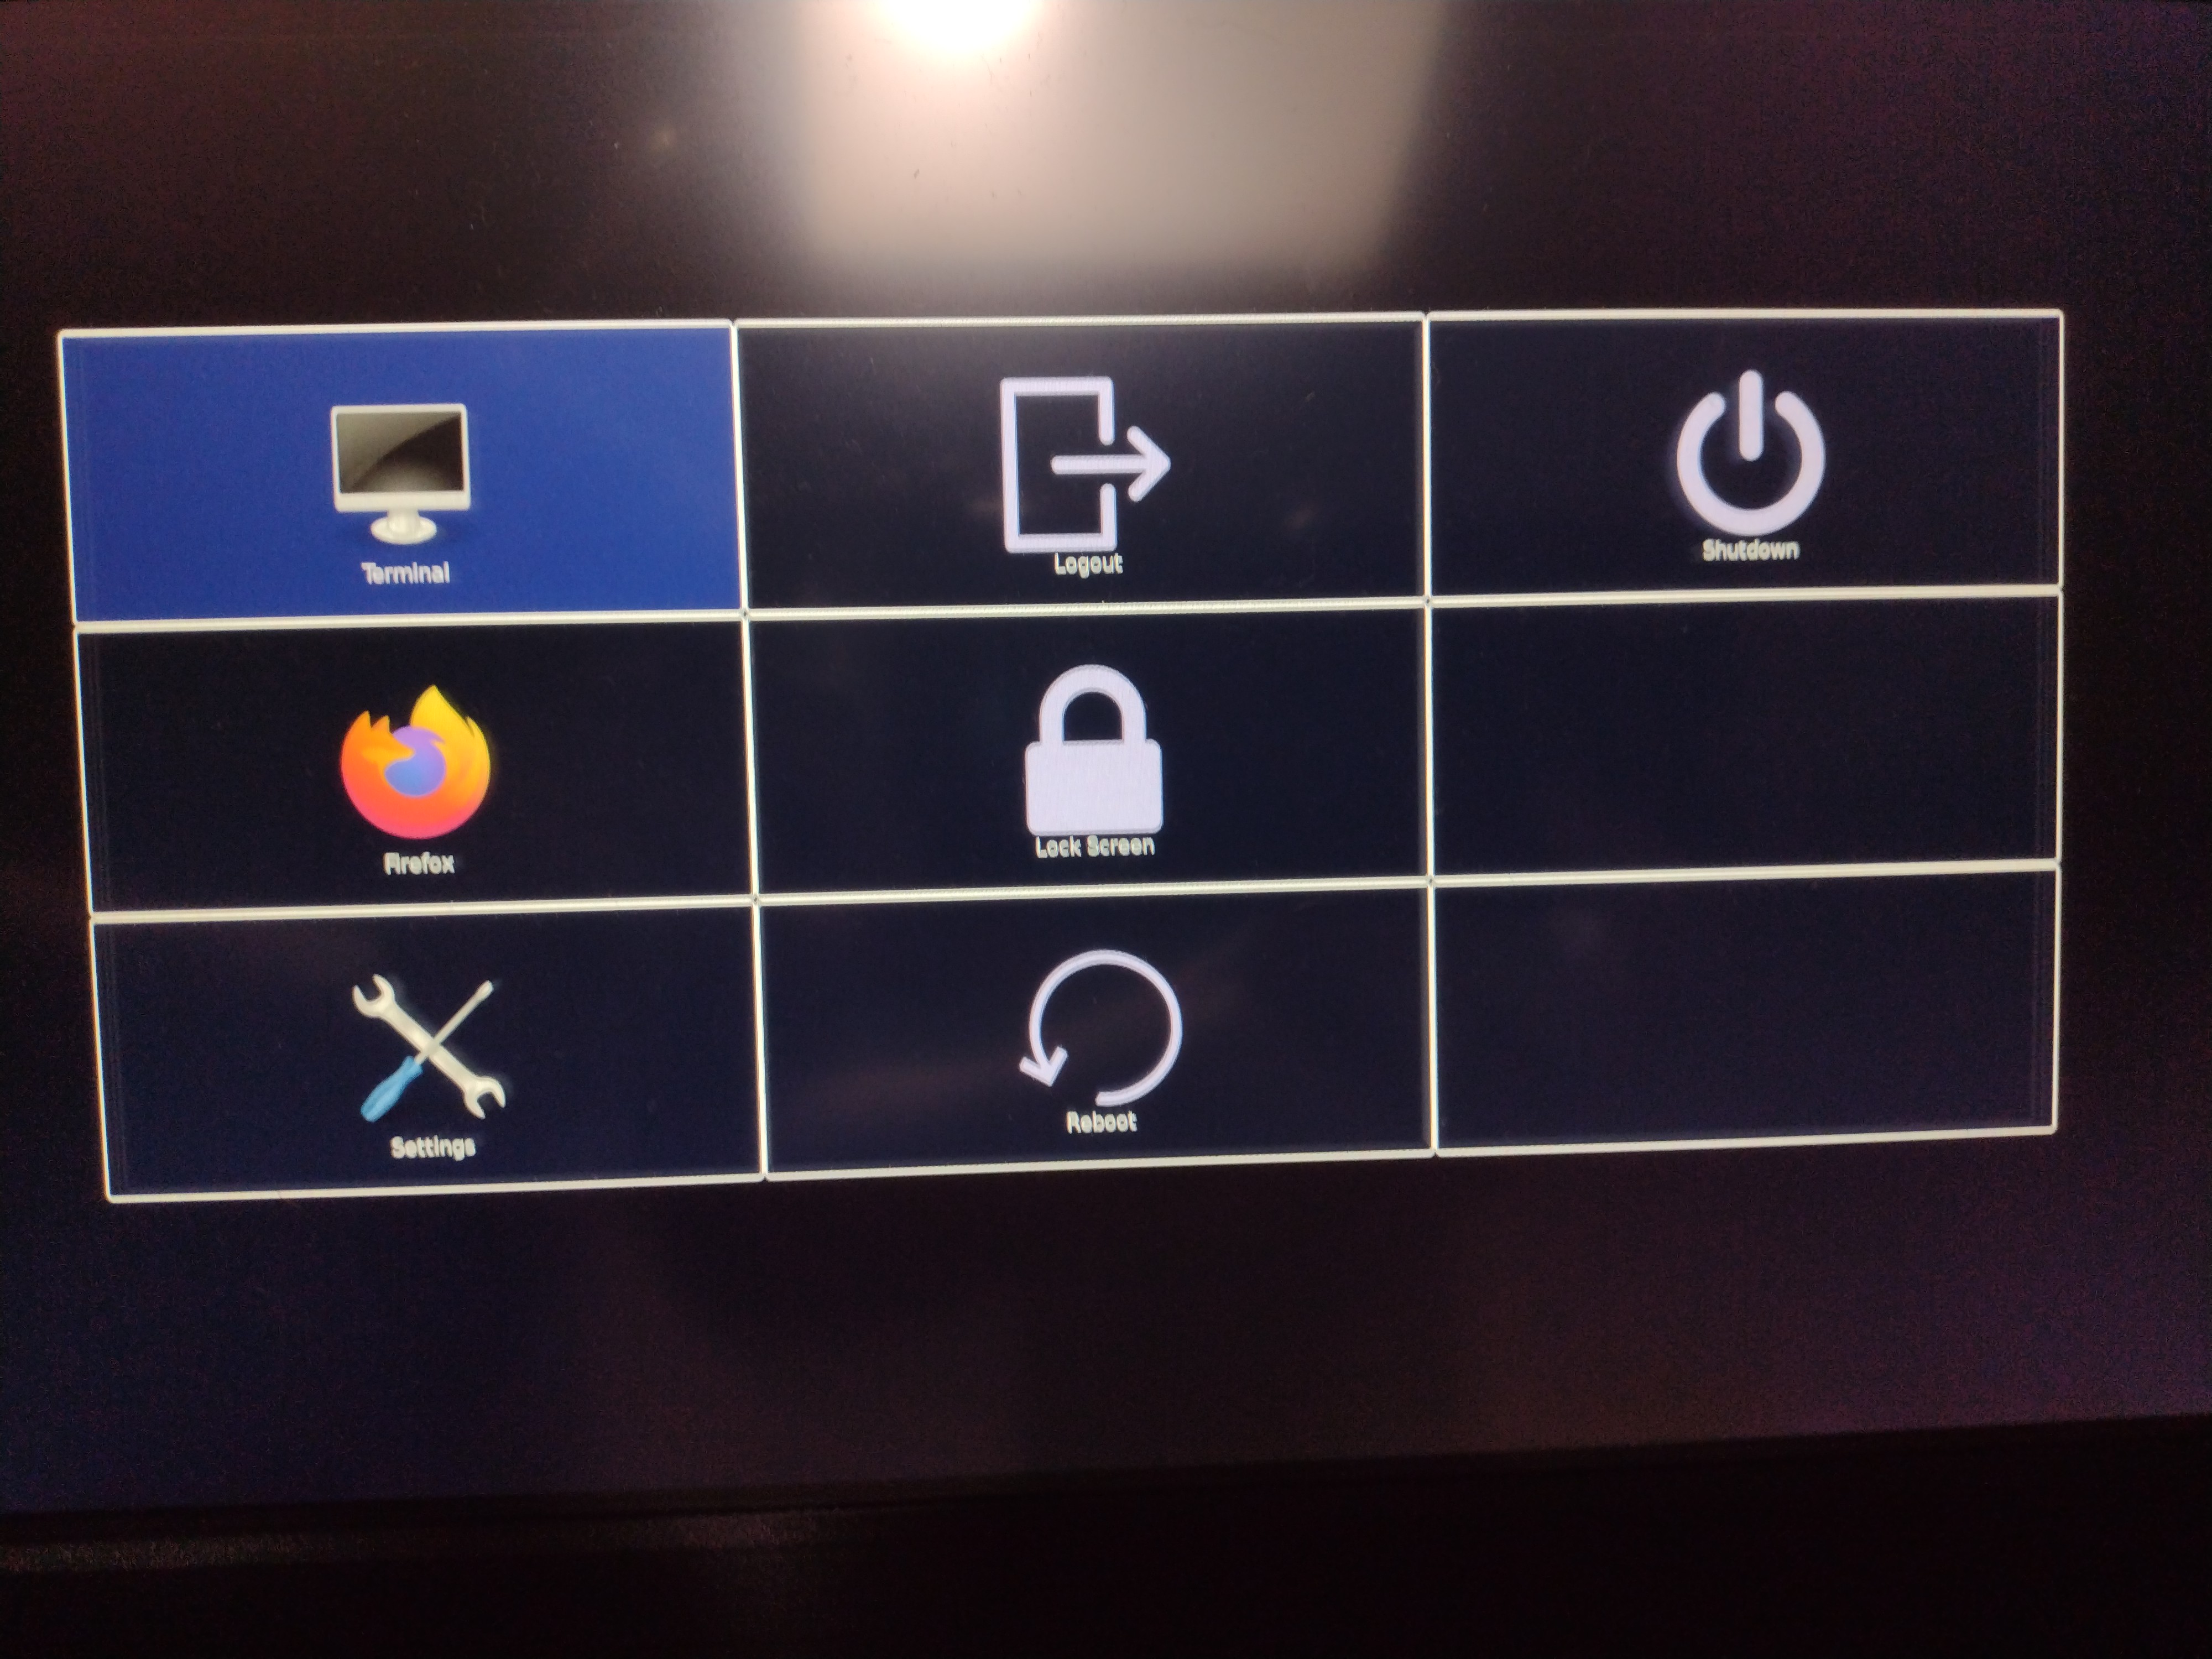 Terminal
Logout
Shutdown
Firefox
Lock Screen
Settings
Reboot